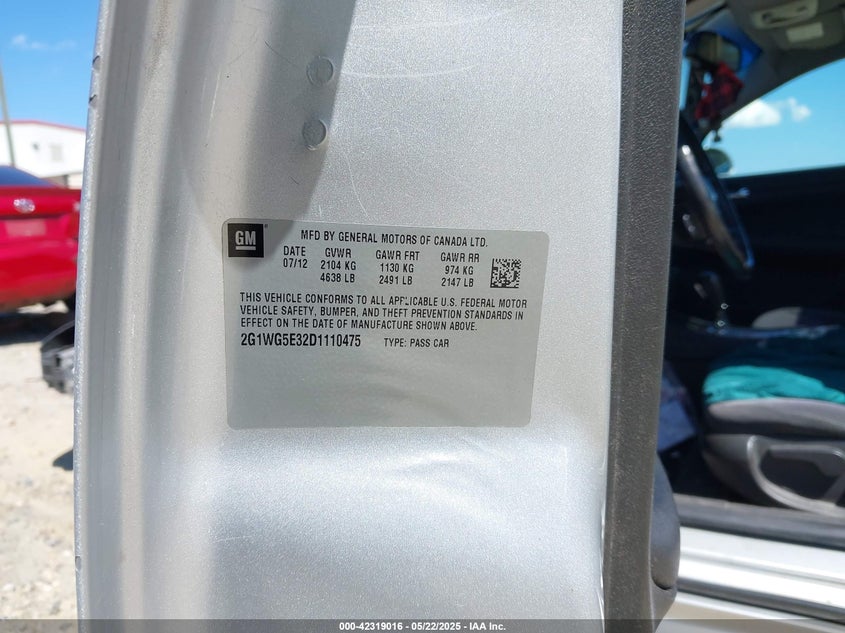 GM
MFD BY GENERAL MOTORS OF CANADA LTD.
DATE GVWR GAWR FRT GAWR RR
07/12 2104 KG 1130 KG 974 KG
4638 LB 2491 LB 2147 LB
THIS VEHICLE CONFORMS TO ALL APPLICABLE U.S. FEDERAL MOTOR
VEHICLE SAFETY, BUMPER, AND THEFT PREVENTION STANDARDS IN
EFFECT ON THE DATE OF MANUFACTURE SHOWN ABOVE.
2G1WG5E32D1110475 TYPE: PASS CAR
000-42319016 — 05/22/2025 — IAA Inc.